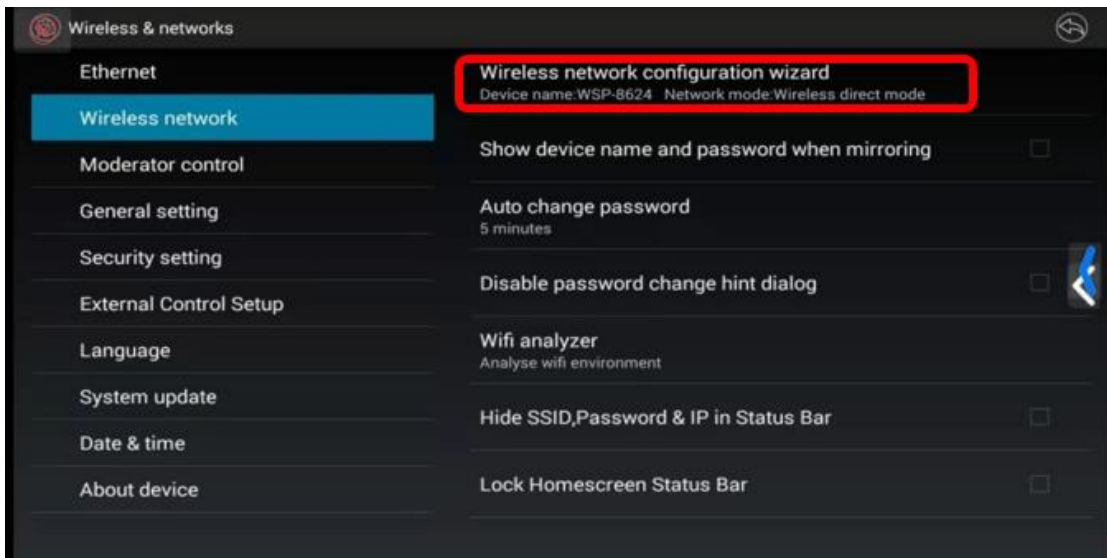 Wireless & networks
Ethernet
Wireless network
Moderator control
General setting
Security setting
External Control Setup
Language
System update
Date & time
About device
Wireless network configuration wizard
Device name:WSP-8624 Network mode:Wireless direct mode
Show device name and password when mirroring
Auto change password
5 minutes
Disable password change hint dialog
Wifi analyzer
Analyse wifi environment
Hide SSID,Password & IP in Status Bar
Lock Homescreen Status Bar